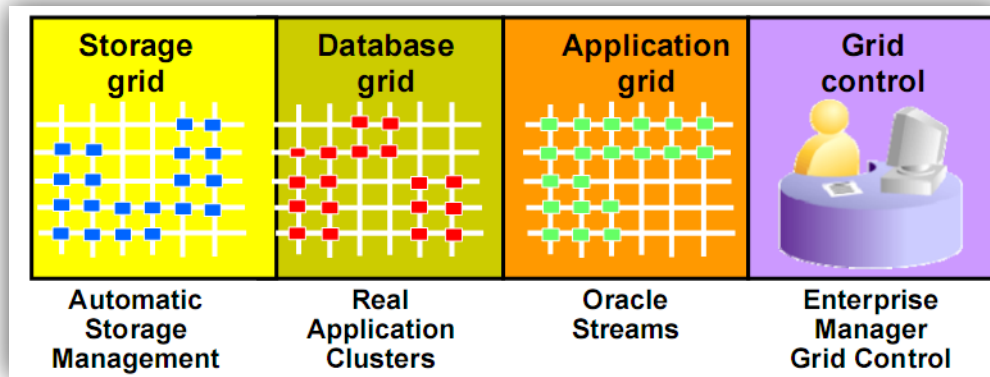 Storage
grid
Database
grid
Application
grid
Grid
control
Automatic
Storage
Management
Real
Application
Clusters
Oracle
Streams
Enterprise
Manager
Grid Control